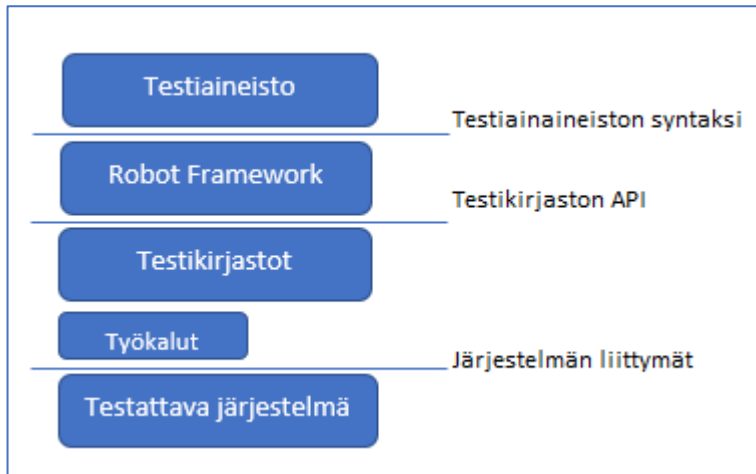 Testiaineisto
Testiainaineiston syntaksi
Robot Framework
Testikirjaston API
Testikirjastot
Työkalut
Järjestelmän liittymät
Testattava järjestelmä